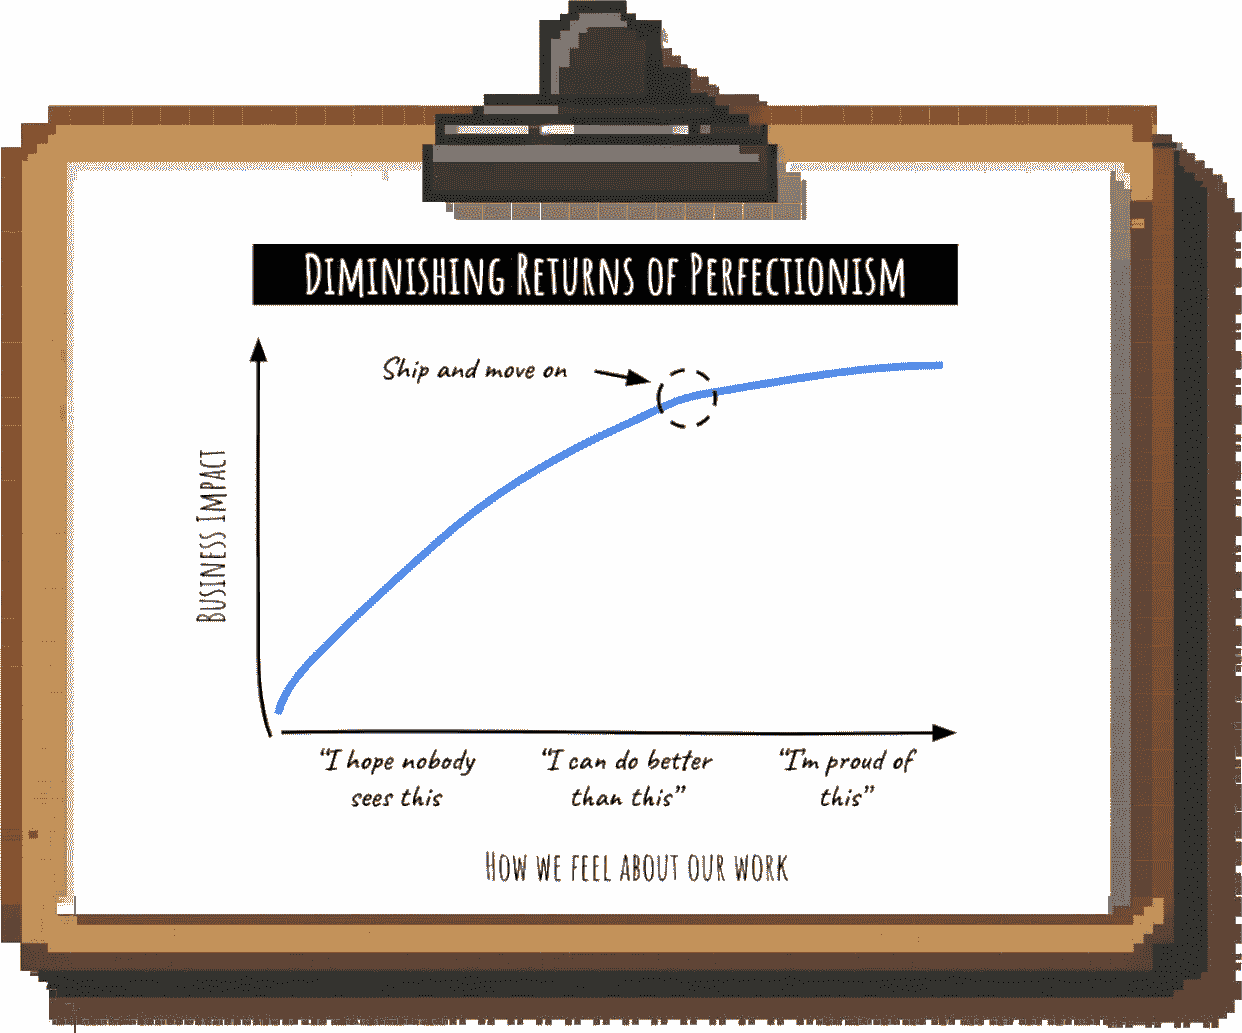 DIMINISHING RETURNS OF PERFECTIONISM
Ship and move on
BUSINESS IMPACT
“I hope nobody
sees this
“I can do better
than this”
“I'm proud of
this”
HOW WE FEEL ABOUT OUR WORK